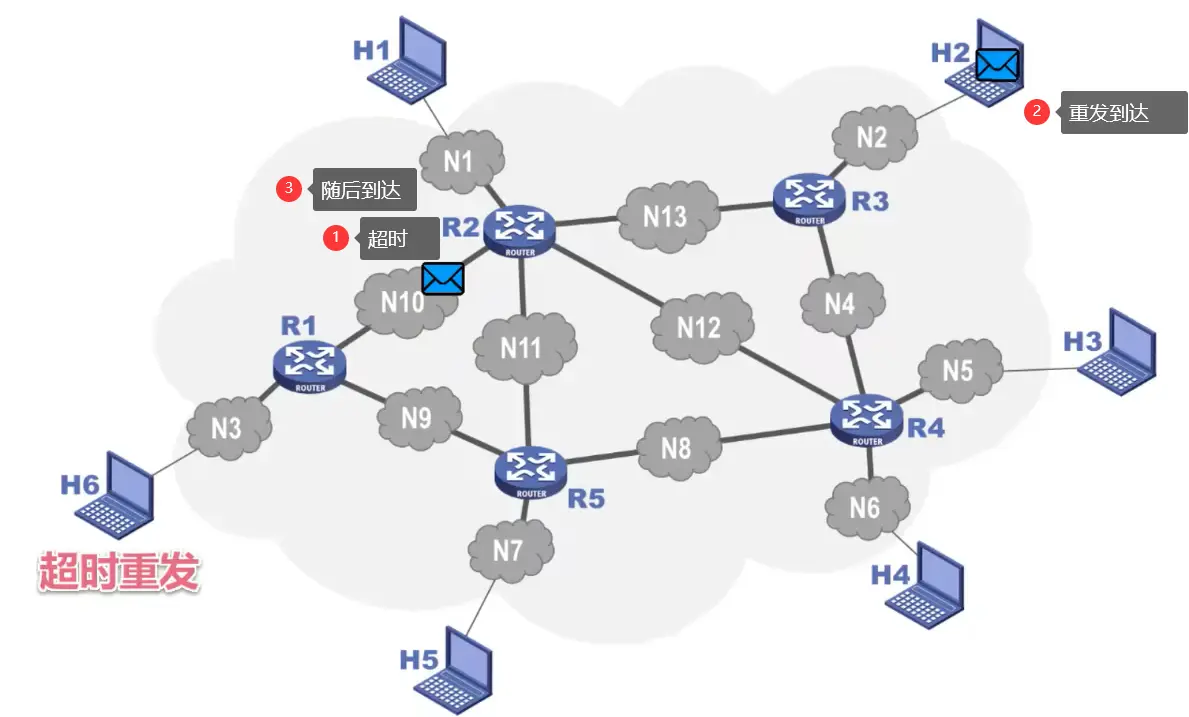 H1
H2
② 重发到达
N2
N1
③ 随后到达
R3
ROUTER
N13
① 超时
R2
ROUTER
N10
N4
N12
R1
ROUTER
N11
H3
N5
N9
N3
R4
ROUTER
N8
H6
ROUTER
R5
N6
N7
超时重发
H4
H5